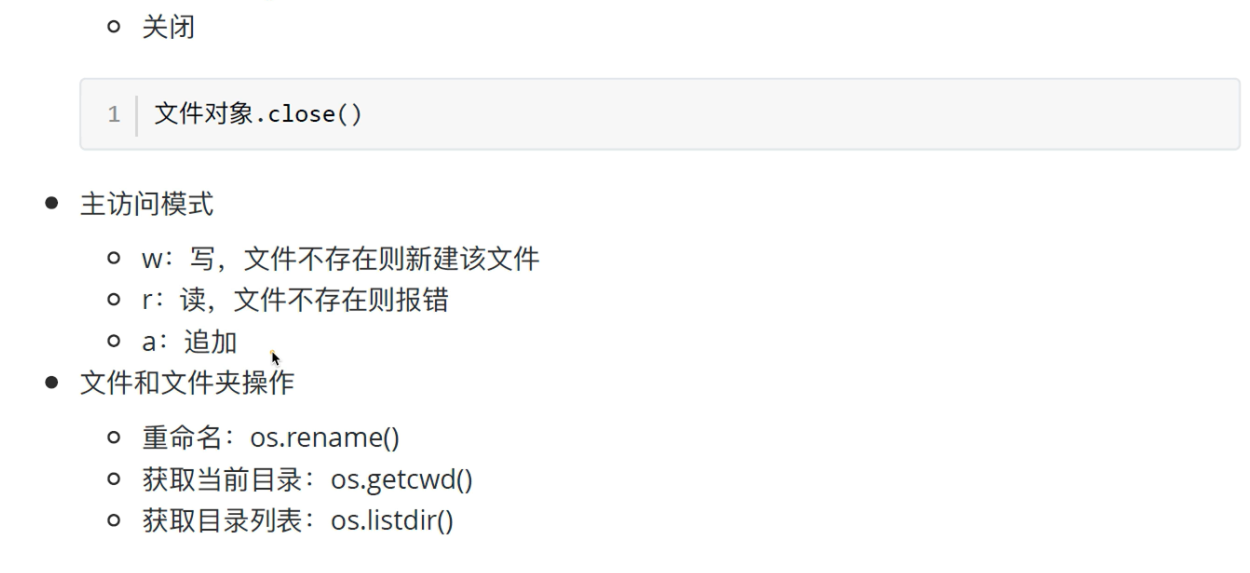 关闭
1 文件对象.close()
主访问模式
w：写，文件不存在则新建该文件
r：读，文件不存在则报错
a：追加
文件和文件夹操作
重命名：os.rename()
获取当前目录：os.getcwd()
获取目录列表：os.listdir()